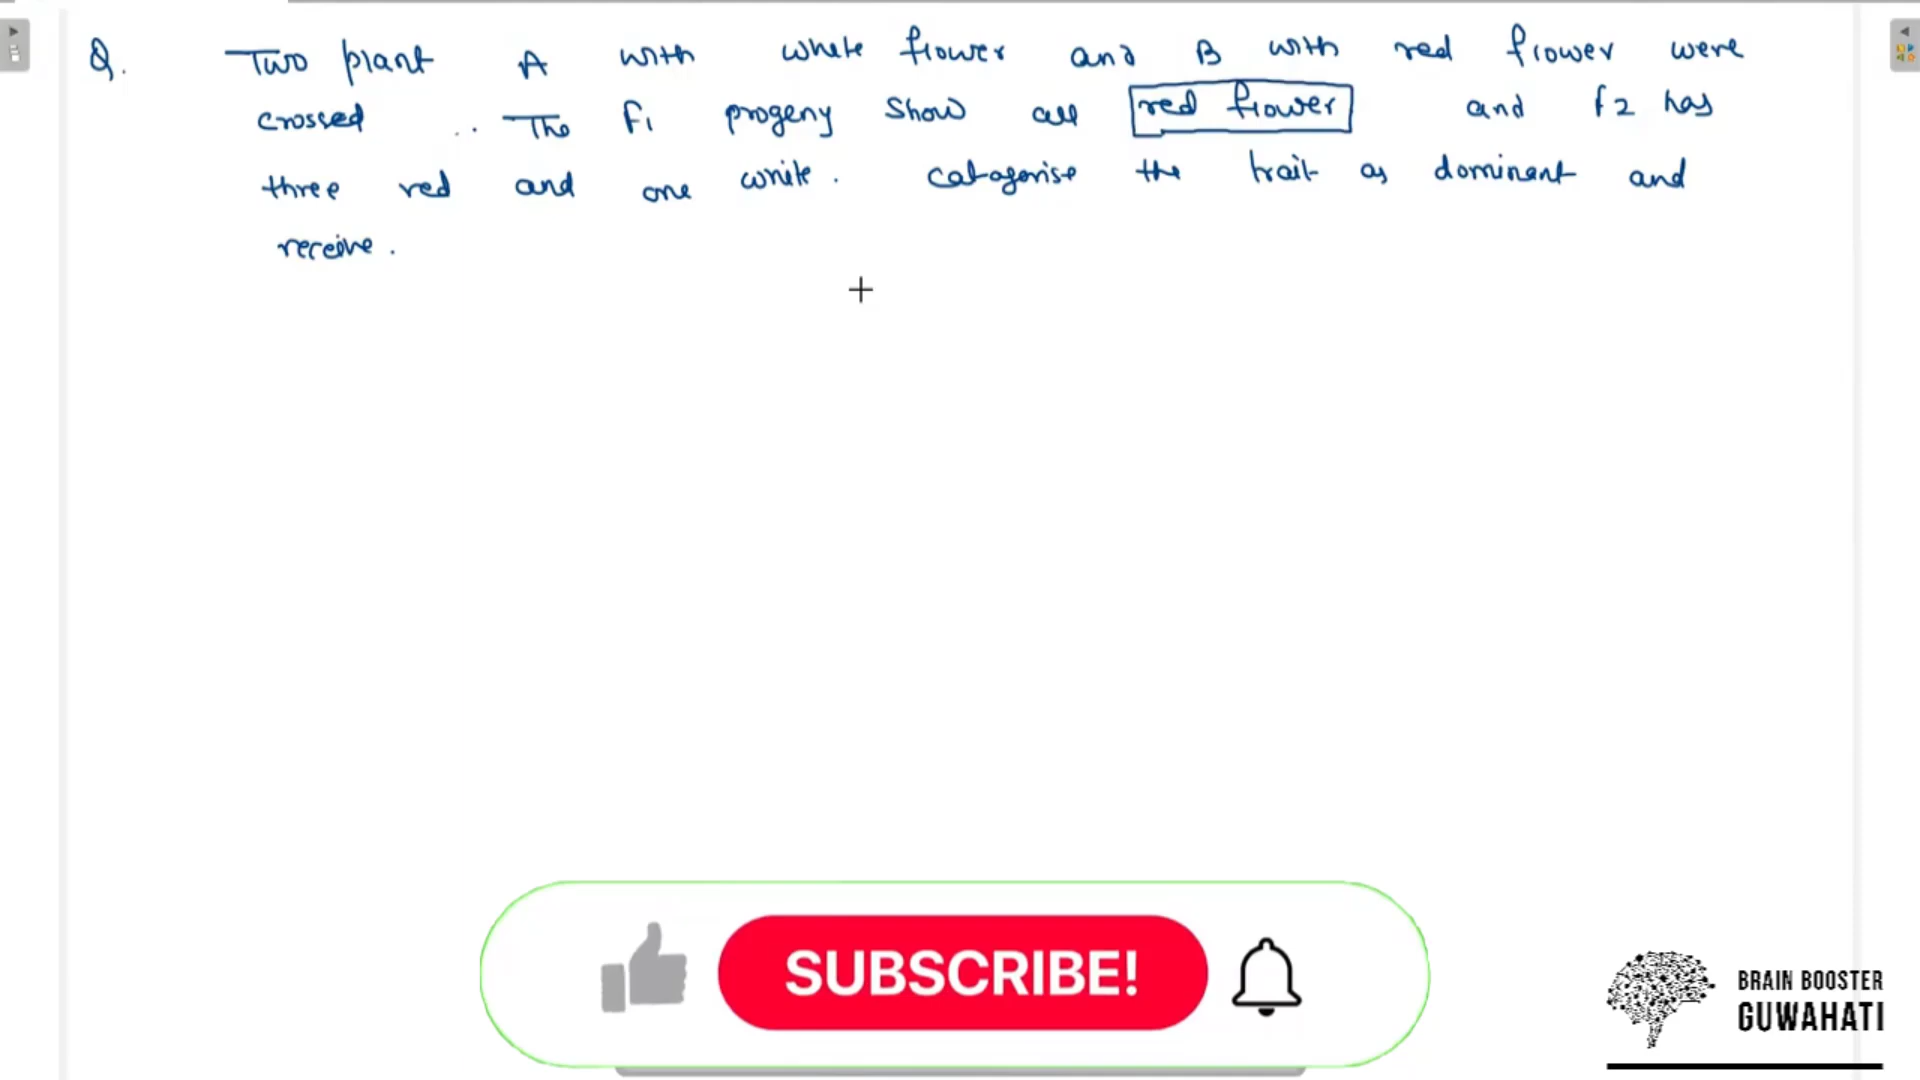 Q. Two plant A with white flower and B with red flower were
crossed .. The F1 progeny show all red flower and f2 has
three red and one white. catagorise the trait as dominant and
receive.
SUBSCRIBE!
BRAIN BOOSTER
GUWAHATI